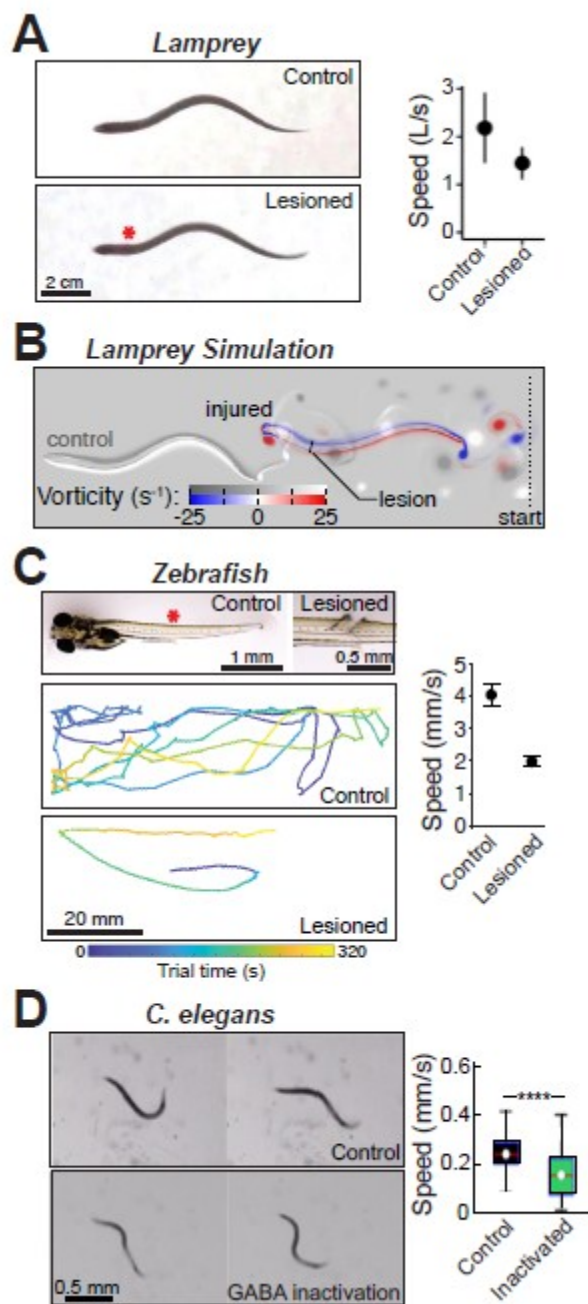 A
Lamprey
Control
Lesioned
*
2 cm
Speed (L/s)
3
2
1
0
Control
Lesioned
B
Lamprey Simulation
injured
control
Vorticity (s-1):
-25
0
25
lesion
start
C
Zebrafish
*
Control
Lesioned
1 mm
0.5 mm
Control
Lesioned
20 mm
0
320
Trial time (s)
Speed (mm/s)
5
4
3
2
1
0
Control
Lesioned
D
C. elegans
Control
GABA inactivation
0.5 mm
Speed (mm/s)
0.6
0.4
0.2
0
****
Control
Inactivated